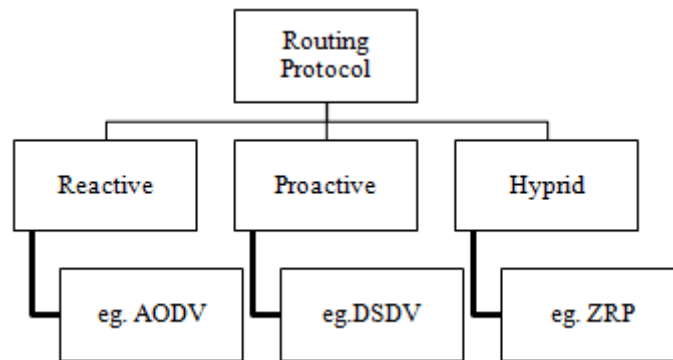 Routing
Protocol
Reactive
Proactive
Hyprid
eg. AODV
eg.DSDV
eg. ZRP